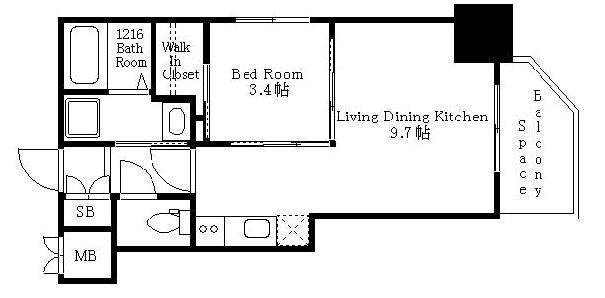 1216
Bath
Room
Walk
In
Closet
Bed Room
3.4帖
Living Dining Kitchen
9.7帖
Balcony
Space
SB
MB